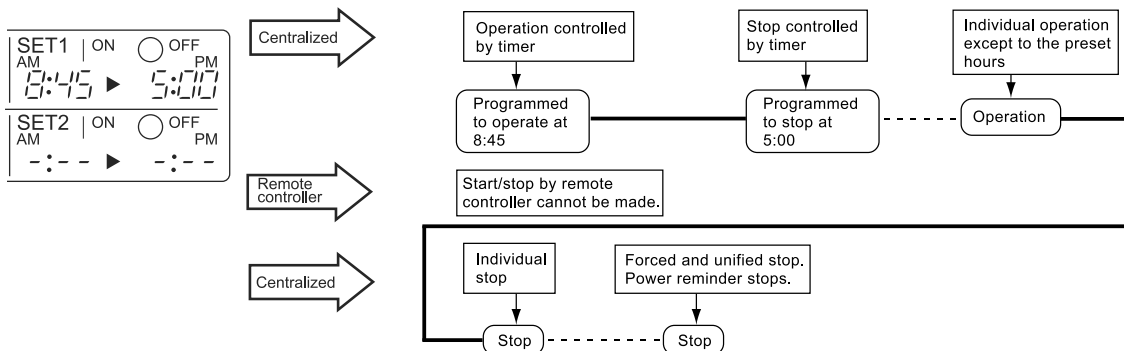 SET1 | ON OFF
AM PM
8:45 ► 5:00
SET2 | ON OFF
AM PM
-:-- ► -:--
Centralized
Operation controlled
by timer
Stop controlled
by timer
Individual operation
except to the preset
hours
Programmed
to operate at
8:45
Programmed
to stop at
5:00
Operation
Remote
controller
Start/stop by remote
controller cannot be made.
Centralized
Individual
stop
Forced and unified stop.
Power reminder stops.
Stop
Stop